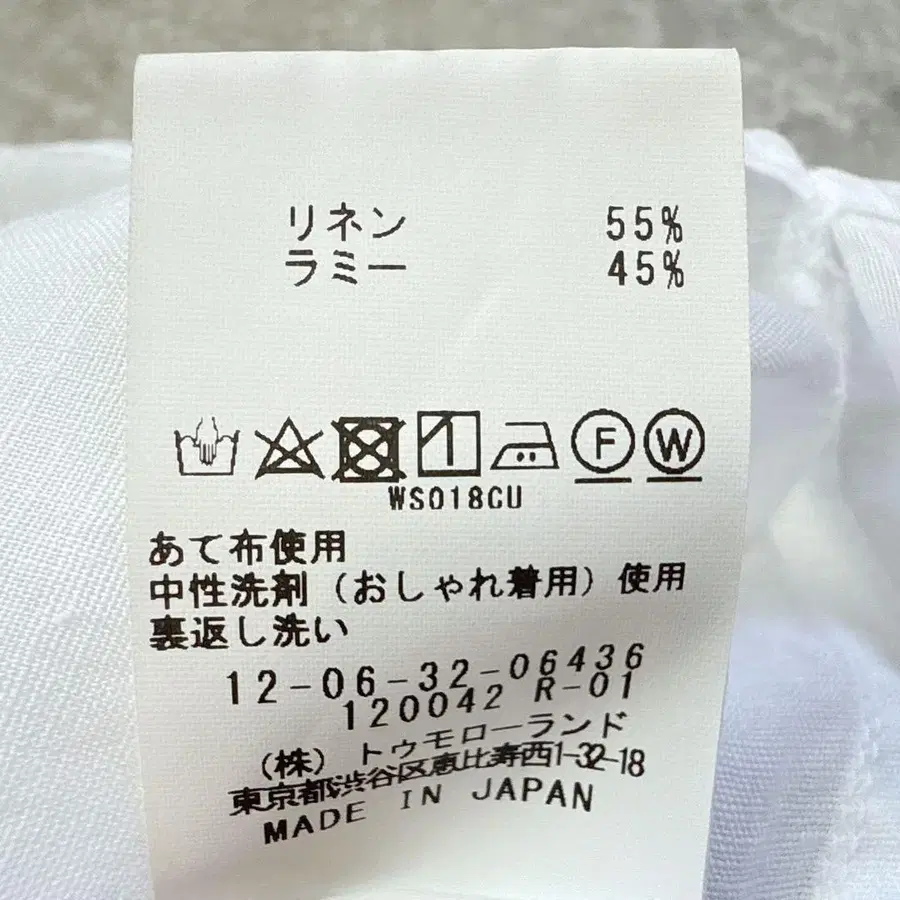 リネン 55%
ラミー 45%
F W
WS018CU
あて布使用
中性洗剤（おしゃれ着用）使用
裏返し洗い
12-06-32-06436
120042 R-01
（株）トゥモローランド
東京都渋谷区恵比寿西1-32-18
MADE IN JAPAN